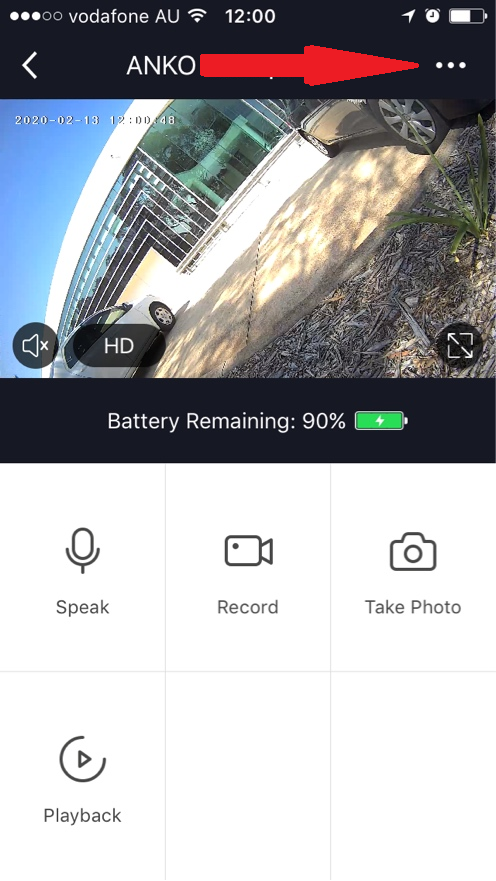 vodafone AU 12:00
ANKO
2020-02-13 12:00:48
HD
Battery Remaining: 90%
Speak Record Take Photo
Playback